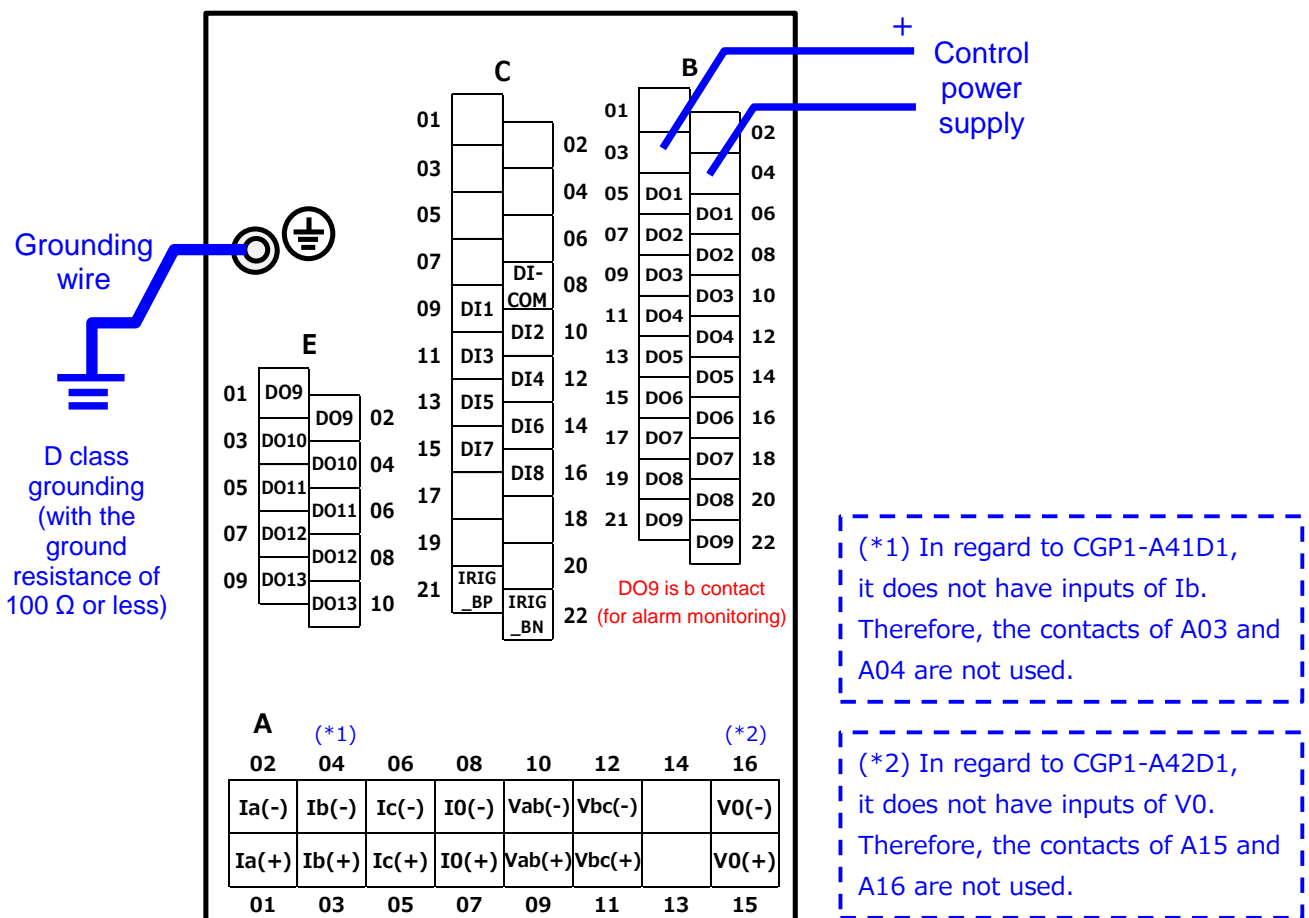 +
Control
power
supply
C
B
01
02
03
04
05
06
07
DI-
COM
08
09
DI1
DI2
10
11
DI3
DI4
12
13
DI5
DI6
14
15
DI7
DI8
16
17
18
19
20
21
IRIG
_BP
IRIG
_BN
22
01
02
03
04
05
DO1
DO1
06
07
DO2
DO2
08
09
DO3
DO3
10
11
DO4
DO4
12
13
DO5
DO5
14
15
DO6
DO6
16
17
DO7
DO7
18
19
DO8
DO8
20
21
DO9
DO9
22
DO9 is b contact
(for alarm monitoring)
Grounding
wire
D class
grounding
(with the
ground
resistance of
100 Ω or less)
E
01
DO9
DO9
02
03
DO10
DO10
04
05
DO11
DO11
06
07
DO12
DO12
08
09
DO13
DO13
10
A
(*1)
(*2)
02 04 06 08 10 12 14 16
Ia(-) Ib(-) Ic(-) I0(-) Vab(-) Vbc(-) V0(-)
Ia(+) Ib(+) Ic(+) I0(+) Vab(+) Vbc(+) V0(+)
01 03 05 07 09 11 13 15
(*1) In regard to CGP1-A41D1,
it does not have inputs of Ib.
Therefore, the contacts of A03 and
A04 are not used.
(*2) In regard to CGP1-A42D1,
it does not have inputs of V0.
Therefore, the contacts of A15 and
A16 are not used.